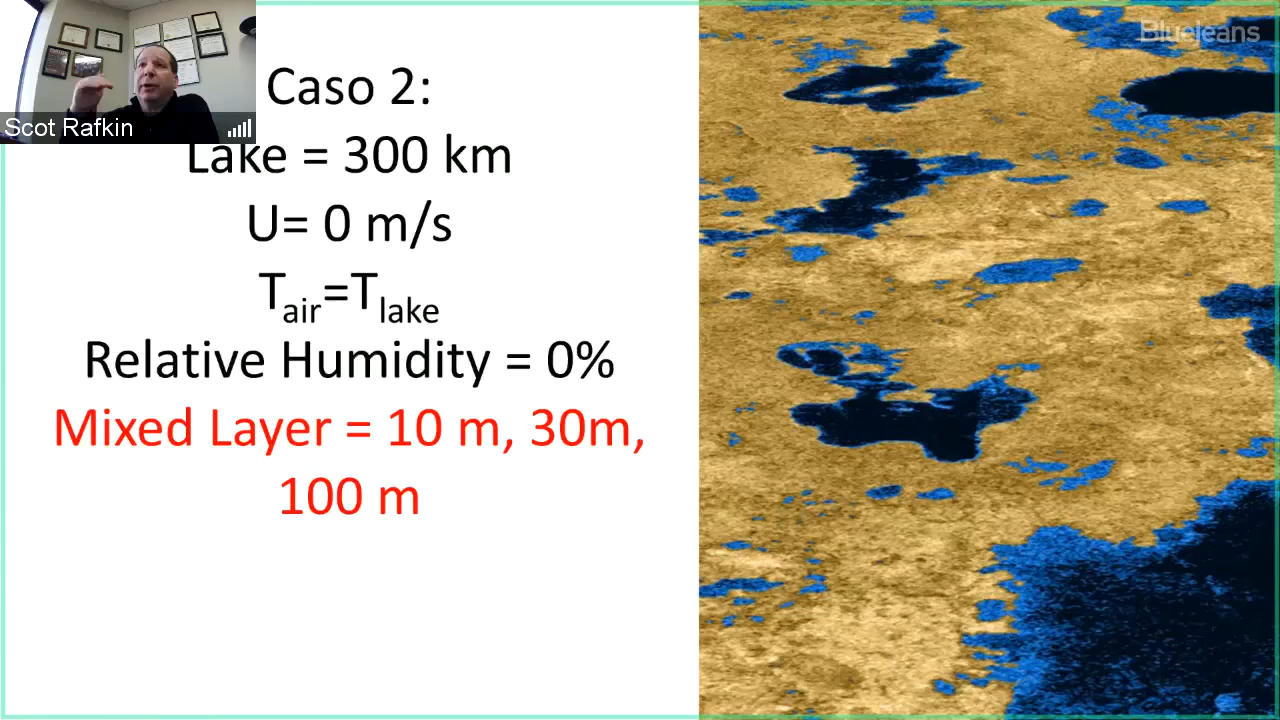 BlueJeans
Scot Rafkin
Caso 2:
Lake = 300 km
U= 0 m/s
Tair=Tlake
Relative Humidity = 0%
Mixed Layer = 10 m, 30m,
100 m